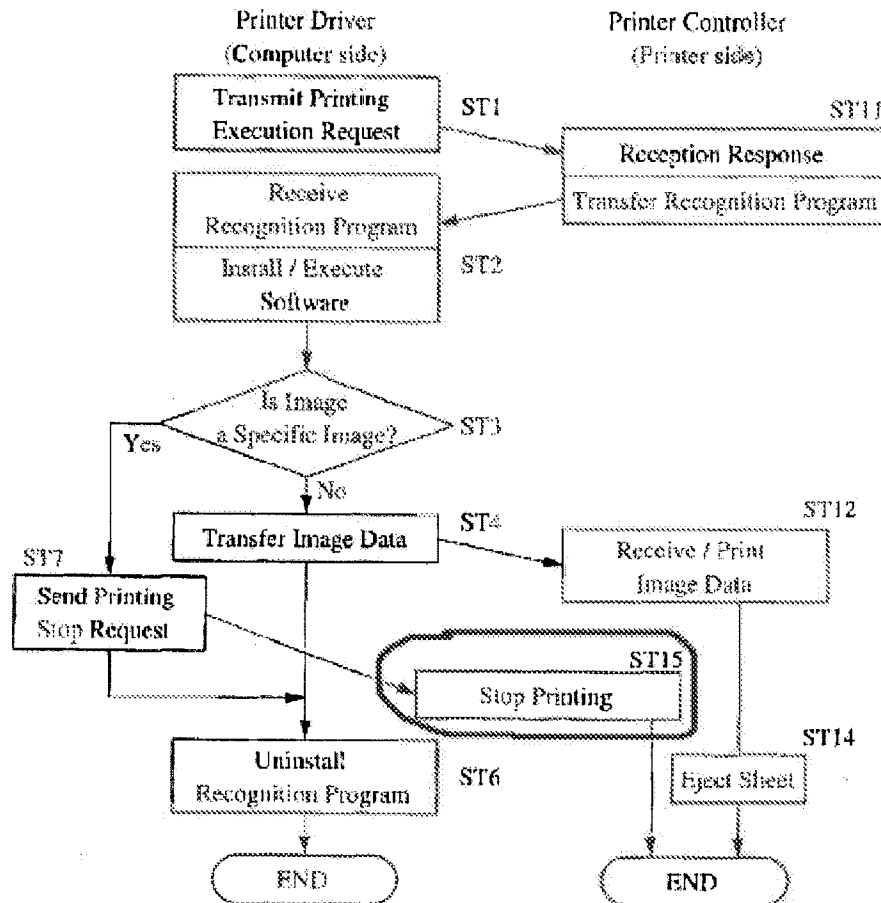 Printer Driver
(Computer side)
Printer Controller
(Printer side)
Transmit Printing
Execution Request
ST1
ST11
Reception Response
Transfer Recognition Program
Receive
Recognition Program
Install / Execute
Software
ST2
Is Image
a Specific Image?
ST3
Yes
No
Transfer Image Data
ST4
ST12
Receive / Print
Image Data
ST7
Send Printing
Stop Request
ST15
Stop Printing
ST14
Eject Sheet
Uninstall
Recognition Program
ST6
END
END